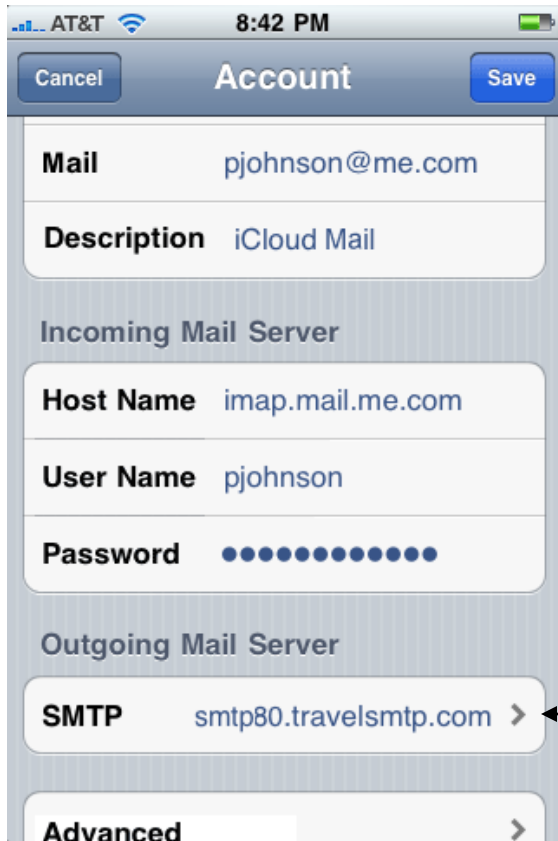 AT&T 8:42 PM
Cancel Account Save
Mail pjohnson@me.com
Description iCloud Mail
Incoming Mail Server
Host Name imap.mail.me.com
User Name pjohnson
Password ●●●●●●●●●●●●
Outgoing Mail Server
SMTP smtp80.travelsmtp.com
Advanced